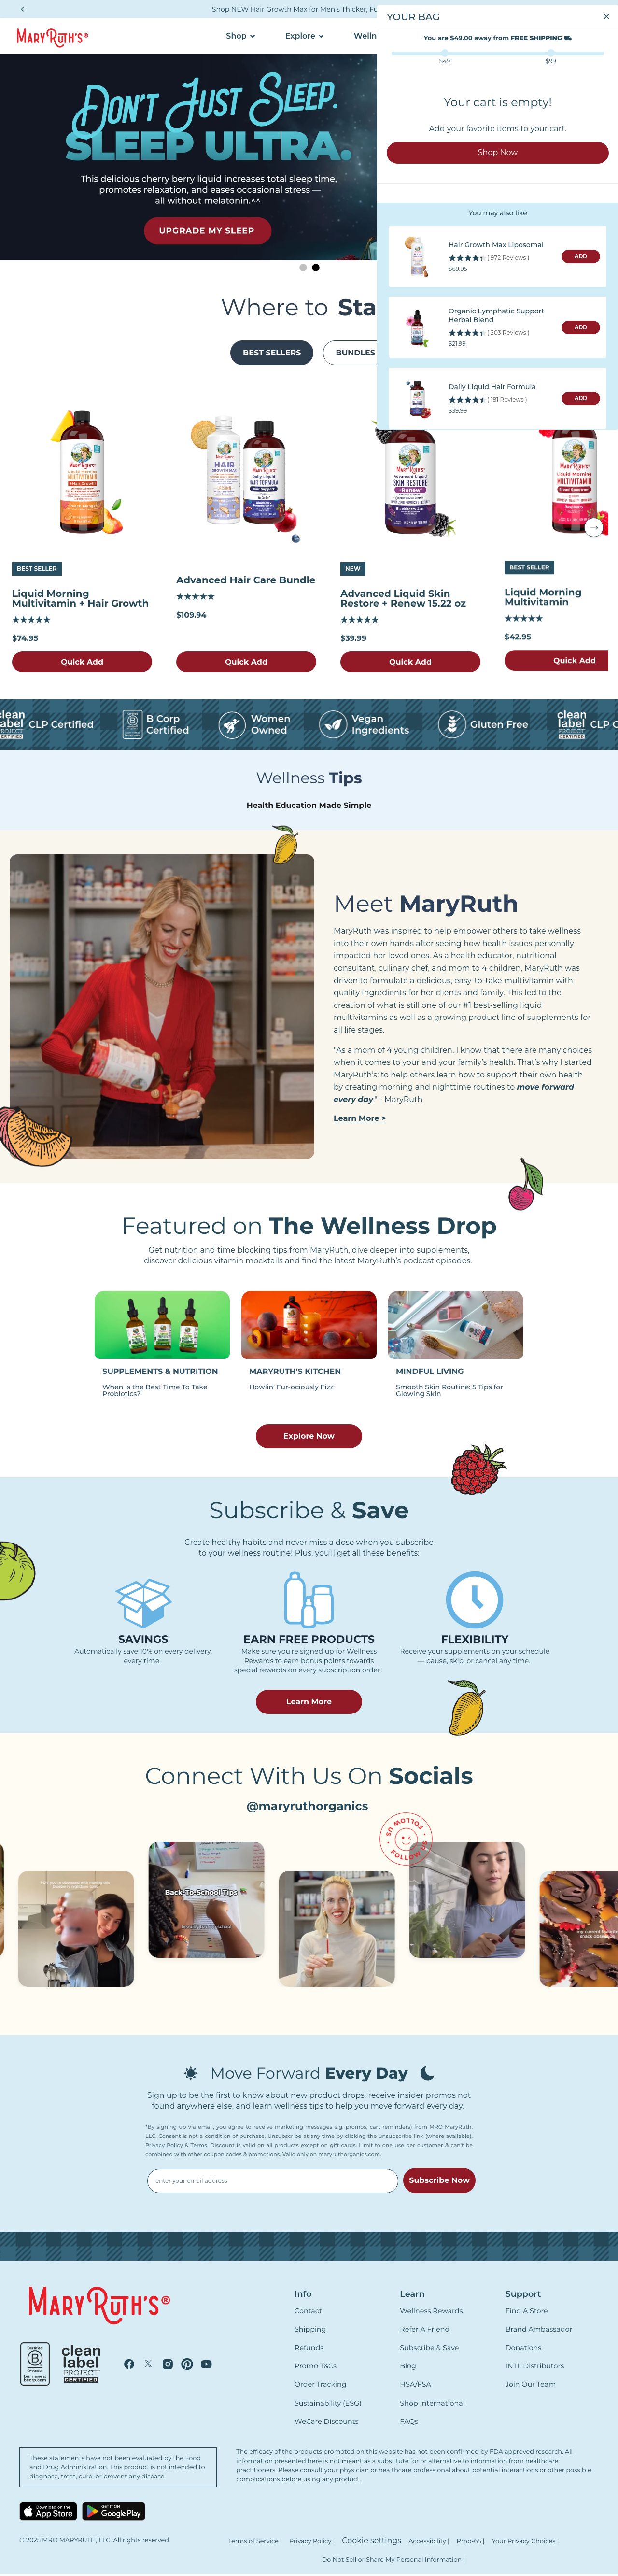 Shop NEW Hair Growth Max for Men's Thicker, Fu
YOUR BAG
You are $49.00 away from FREE SHIPPING
$49
$99
Your cart is empty!
Add your favorite items to your cart.
Shop Now
You may also like
Hair Growth Max Liposomal
( 972 Reviews )
$69.95
ADD
Organic Lymphatic Support
Herbal Blend
( 203 Reviews )
$21.99
ADD
Daily Liquid Hair Formula
( 181 Reviews )
$39.99
ADD
MARYRUTH'S®
Shop
Explore
Welln
DON'T JUST SLEEP.
SLEEP ULTRA.
This delicious cherry berry liquid increases total sleep time,
promotes relaxation, and eases occasional stress —
all without melatonin.^^
UPGRADE MY SLEEP
Where to Sta
BEST SELLERS
BUNDLES
BEST SELLER
Liquid Morning
Multivitamin + Hair Growth
$74.95
Quick Add
Advanced Hair Care Bundle
$109.94
Quick Add
NEW
Advanced Liquid Skin
Restore + Renew 15.22 oz
$39.99
Quick Add
BEST SELLER
Liquid Morning
Multivitamin
$42.95
Quick Add
clean
label
PROJECT
CERTIFIED
CLP Certified
B Corp
Certified
Women
Owned
Vegan
Ingredients
Gluten Free
clean
label
PROJECT
CERTIFIED
CLP C
Wellness Tips
Health Education Made Simple
Meet MaryRuth
MaryRuth was inspired to help empower others to take wellness
into their own hands after seeing how health issues personally
impacted her loved ones. As a health educator, nutritional
consultant, culinary chef, and mom to 4 children, MaryRuth was
driven to formulate a delicious, easy-to-take multivitamin with
quality ingredients for her clients and family. This led to the
creation of what is still one of our #1 best-selling liquid
multivitamins as well as a growing product line of supplements for
all life stages.
"As a mom of 4 young children, I know that there are many choices
when it comes to your and your family's health. That's why I started
MaryRuth's: to help others learn how to support their own health
by creating morning and nighttime routines to move forward
every day." - MaryRuth
Learn More >
Featured on The Wellness Drop
Get nutrition and time blocking tips from MaryRuth, dive deeper into supplements,
discover delicious vitamin mocktails and find the latest MaryRuth's podcast episodes.
SUPPLEMENTS & NUTRITION
When is the Best Time To Take
Probiotics?
MARYRUTH'S KITCHEN
Howlin' Fur-ociously Fizz
MINDFUL LIVING
Smooth Skin Routine: 5 Tips for
Glowing Skin
Explore Now
Subscribe & Save
Create healthy habits and never miss a dose when you subscribe
to your wellness routine! Plus, you'll get all these benefits:
SAVINGS
Automatically save 10% on every delivery,
every time.
EARN FREE PRODUCTS
Make sure you're signed up for Wellness
Rewards to earn bonus points towards
special rewards on every subscription order!
FLEXIBILITY
Receive your supplements on your schedule
— pause, skip, or cancel any time.
Learn More
Connect With Us On Socials
@maryruthorganics
FOLLOW US
FOLLOW US
Back-To-School Tips
Move Forward Every Day
Sign up to be the first to know about new product drops, receive insider promos not
found anywhere else, and learn wellness tips to help you move forward every day.
*By signing up via email, you agree to receive marketing messages e.g. promos, cart reminders) from MRO MaryRuth,
LLC. Consent is not a condition of purchase. Unsubscribe at any time by clicking the unsubscribe link (where available).
Privacy Policy & Terms. Discount is valid on all products except on gift cards. Limit to one use per customer & can't be
combined with other coupon codes & promotions. Valid only on maryruthorganics.com.
enter your email address
Subscribe Now
MARYRUTH'S®
Certified
B
Corporation
clean
label
PROJECT
CERTIFIED
Info
Contact
Shipping
Refunds
Promo T&Cs
Order Tracking
Sustainability (ESG)
WeCare Discounts
Learn
Wellness Rewards
Refer A Friend
Subscribe & Save
Blog
HSA/FSA
Shop International
FAQs
Support
Find A Store
Brand Ambassador
Donations
INTL Distributors
Join Our Team
These statements have not been evaluated by the Food
and Drug Administration. This product is not intended to
diagnose, treat, cure, or prevent any disease.
The efficacy of the products promoted on this website has not been confirmed by FDA approved research. All
information presented here is not meant as a substitute for or alternative to information from healthcare
practitioners. Please consult your physician or healthcare professional about potential interactions or other possible
complications before using any product.
Download on the
App Store
GET IT ON
Google Play
© 2025 MRO MARYRUTH, LLC. All rights reserved.
Terms of Service |
Privacy Policy |
Cookie settings
Accessibility |
Prop-65 |
Your Privacy Choices |
Do Not Sell or Share My Personal Information |